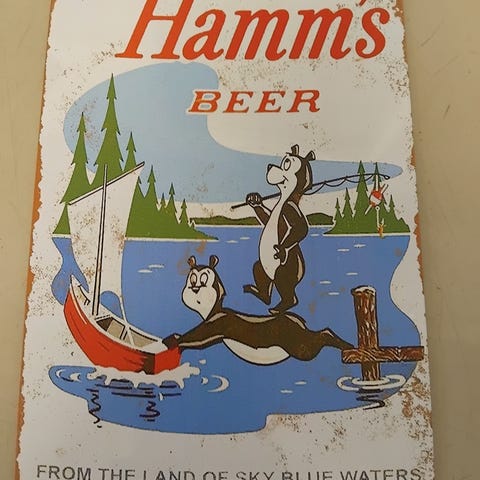 Hamm's
BEER
FROM THE LAND OF SKY BLUE WATERS